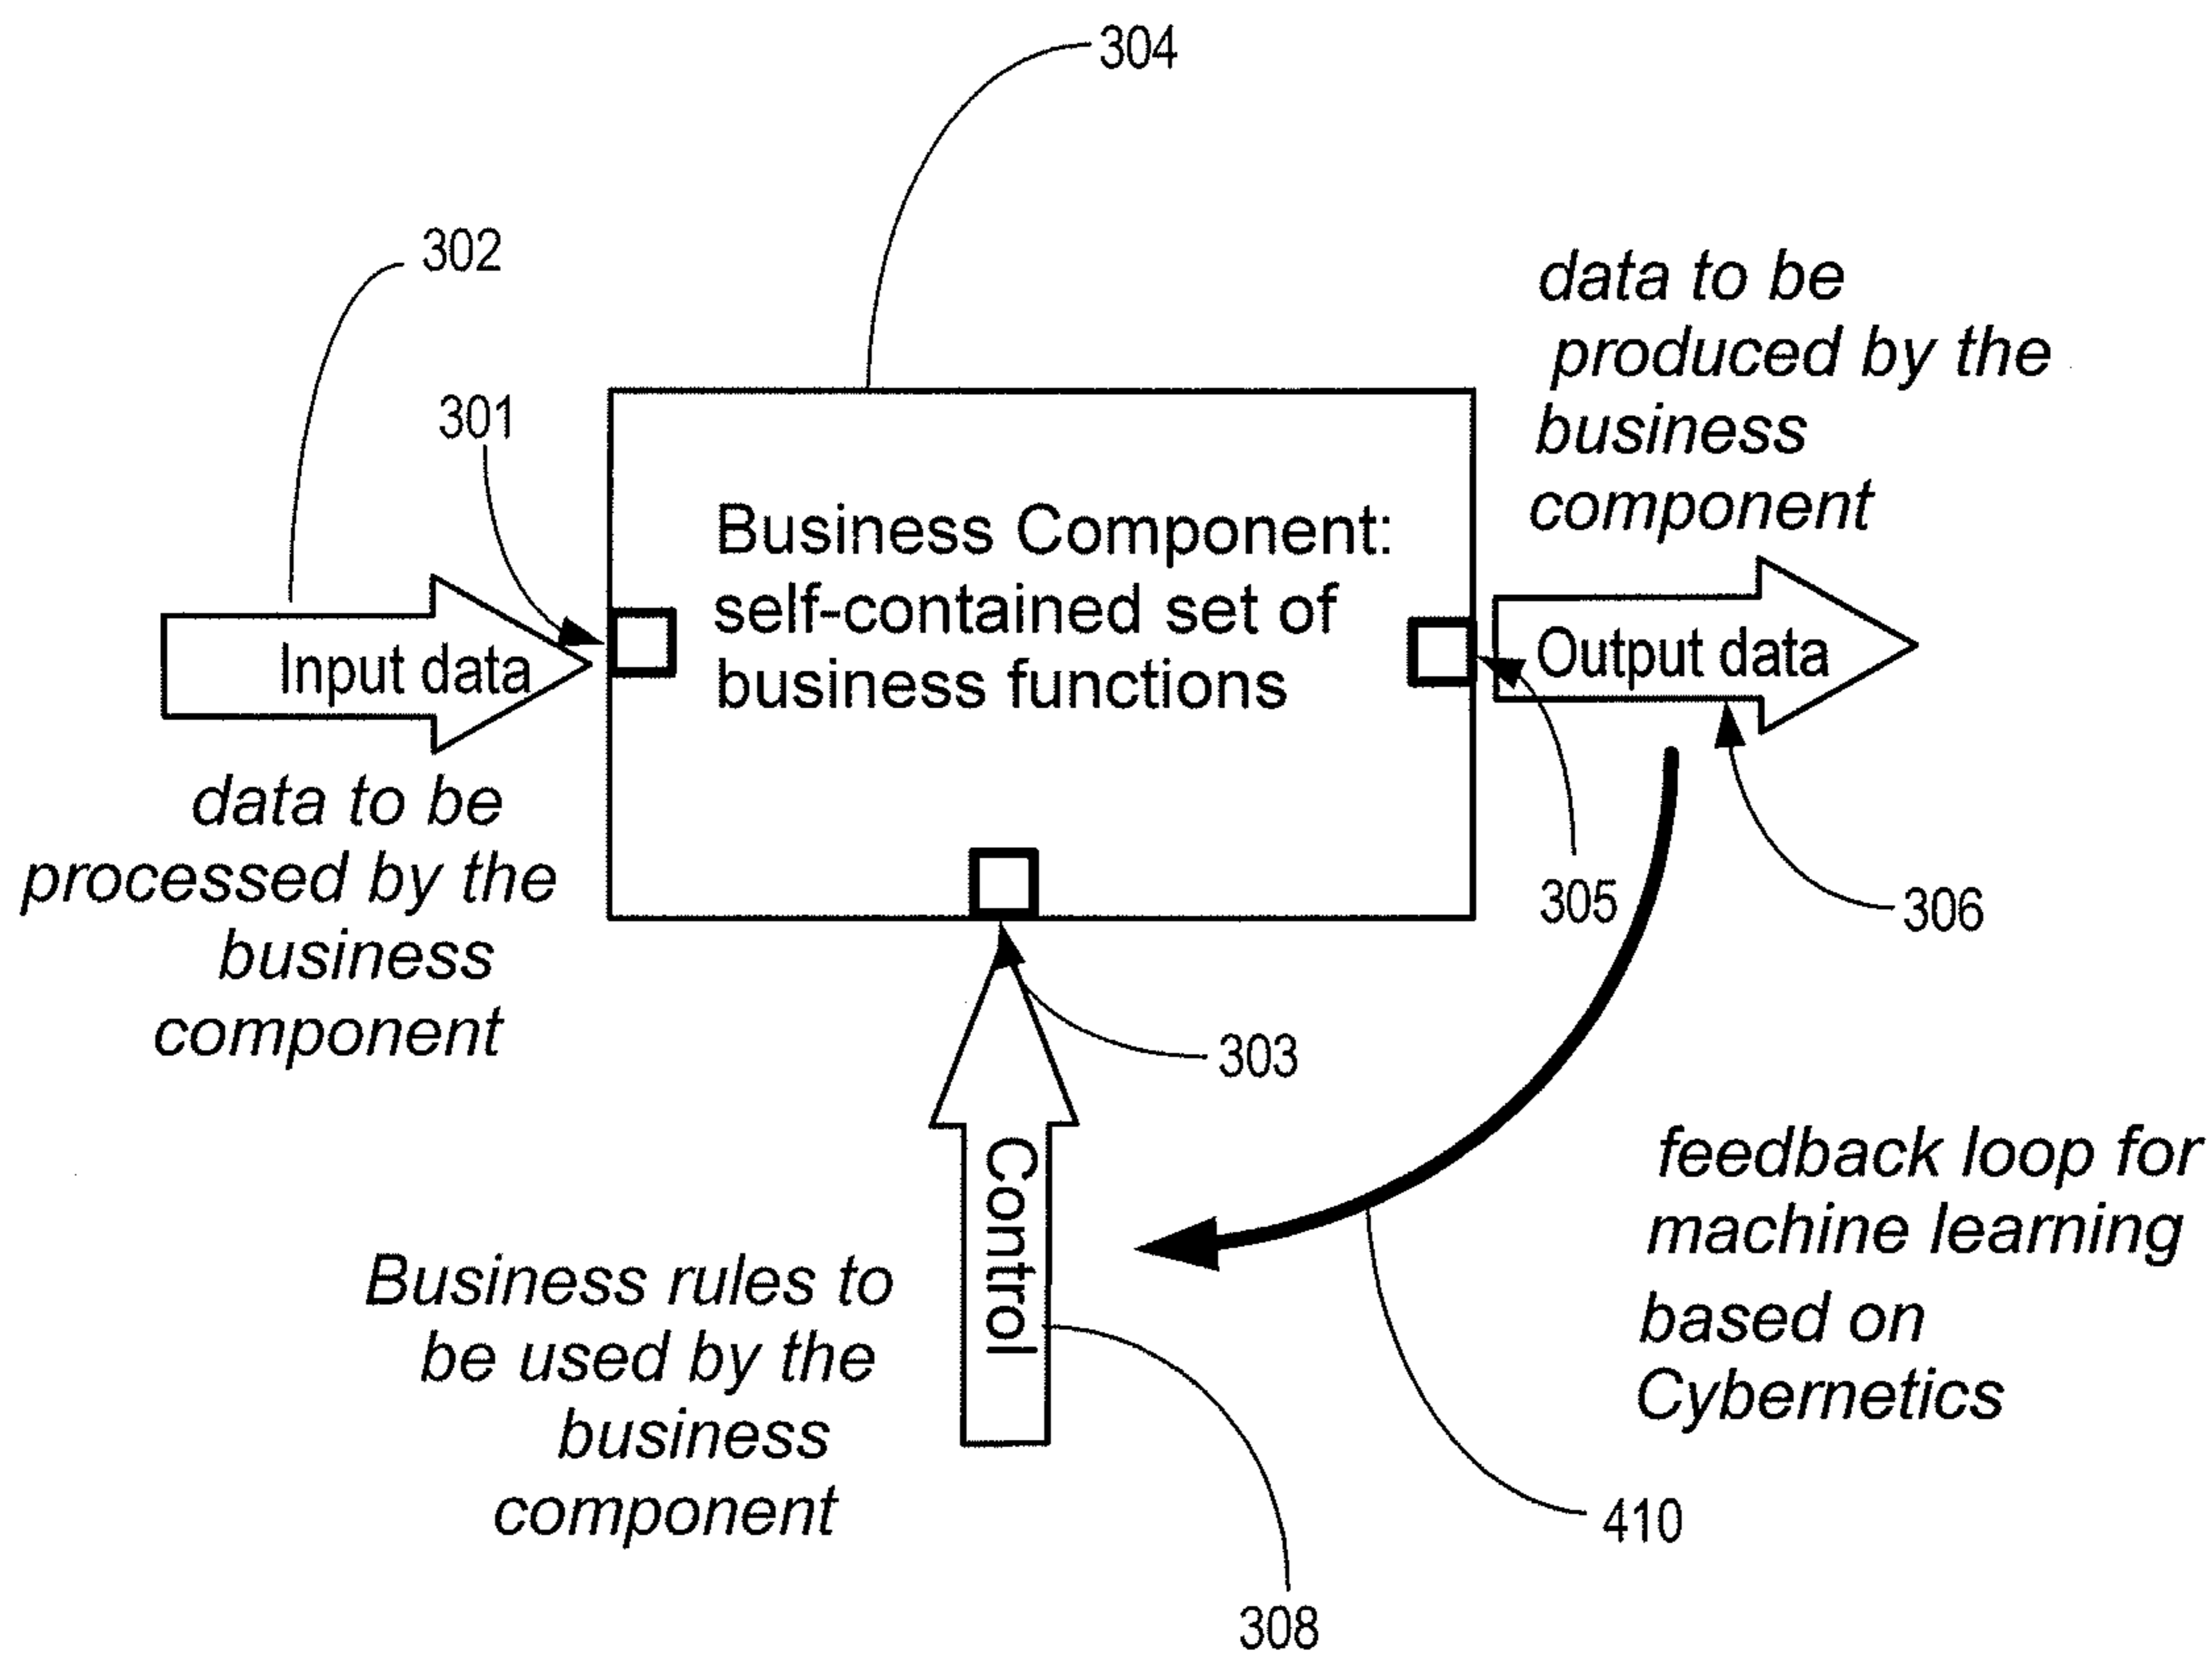 304
302
data to be
produced by the
business
component
301
Business Component:
self-contained set of
business functions
Input data
Output data
data to be
processed by the
business
component
305
306
303
Control
feedback loop for
machine learning
based on
Cybernetics
Business rules to
be used by the
business
component
410
308